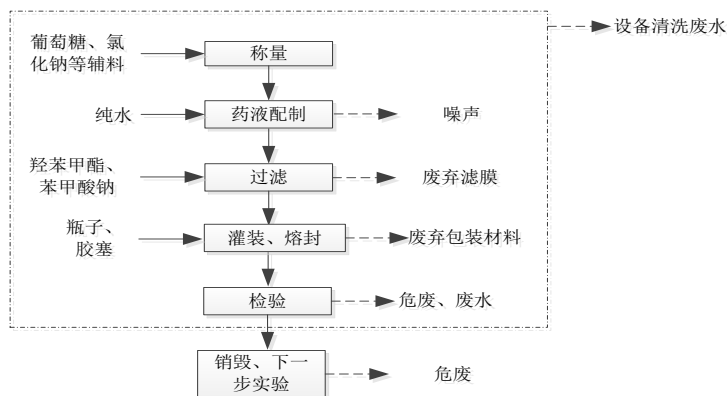 设备清洗废水
葡萄糖、氯
化钠等辅料
称量
纯水
药液配制
噪声
羟苯甲酯、
苯甲酸钠
过滤
废弃滤膜
瓶子、
胶塞
灌装、熔封
废弃包装材料
检验
危废、废水
销毁、下一
步实验
危废